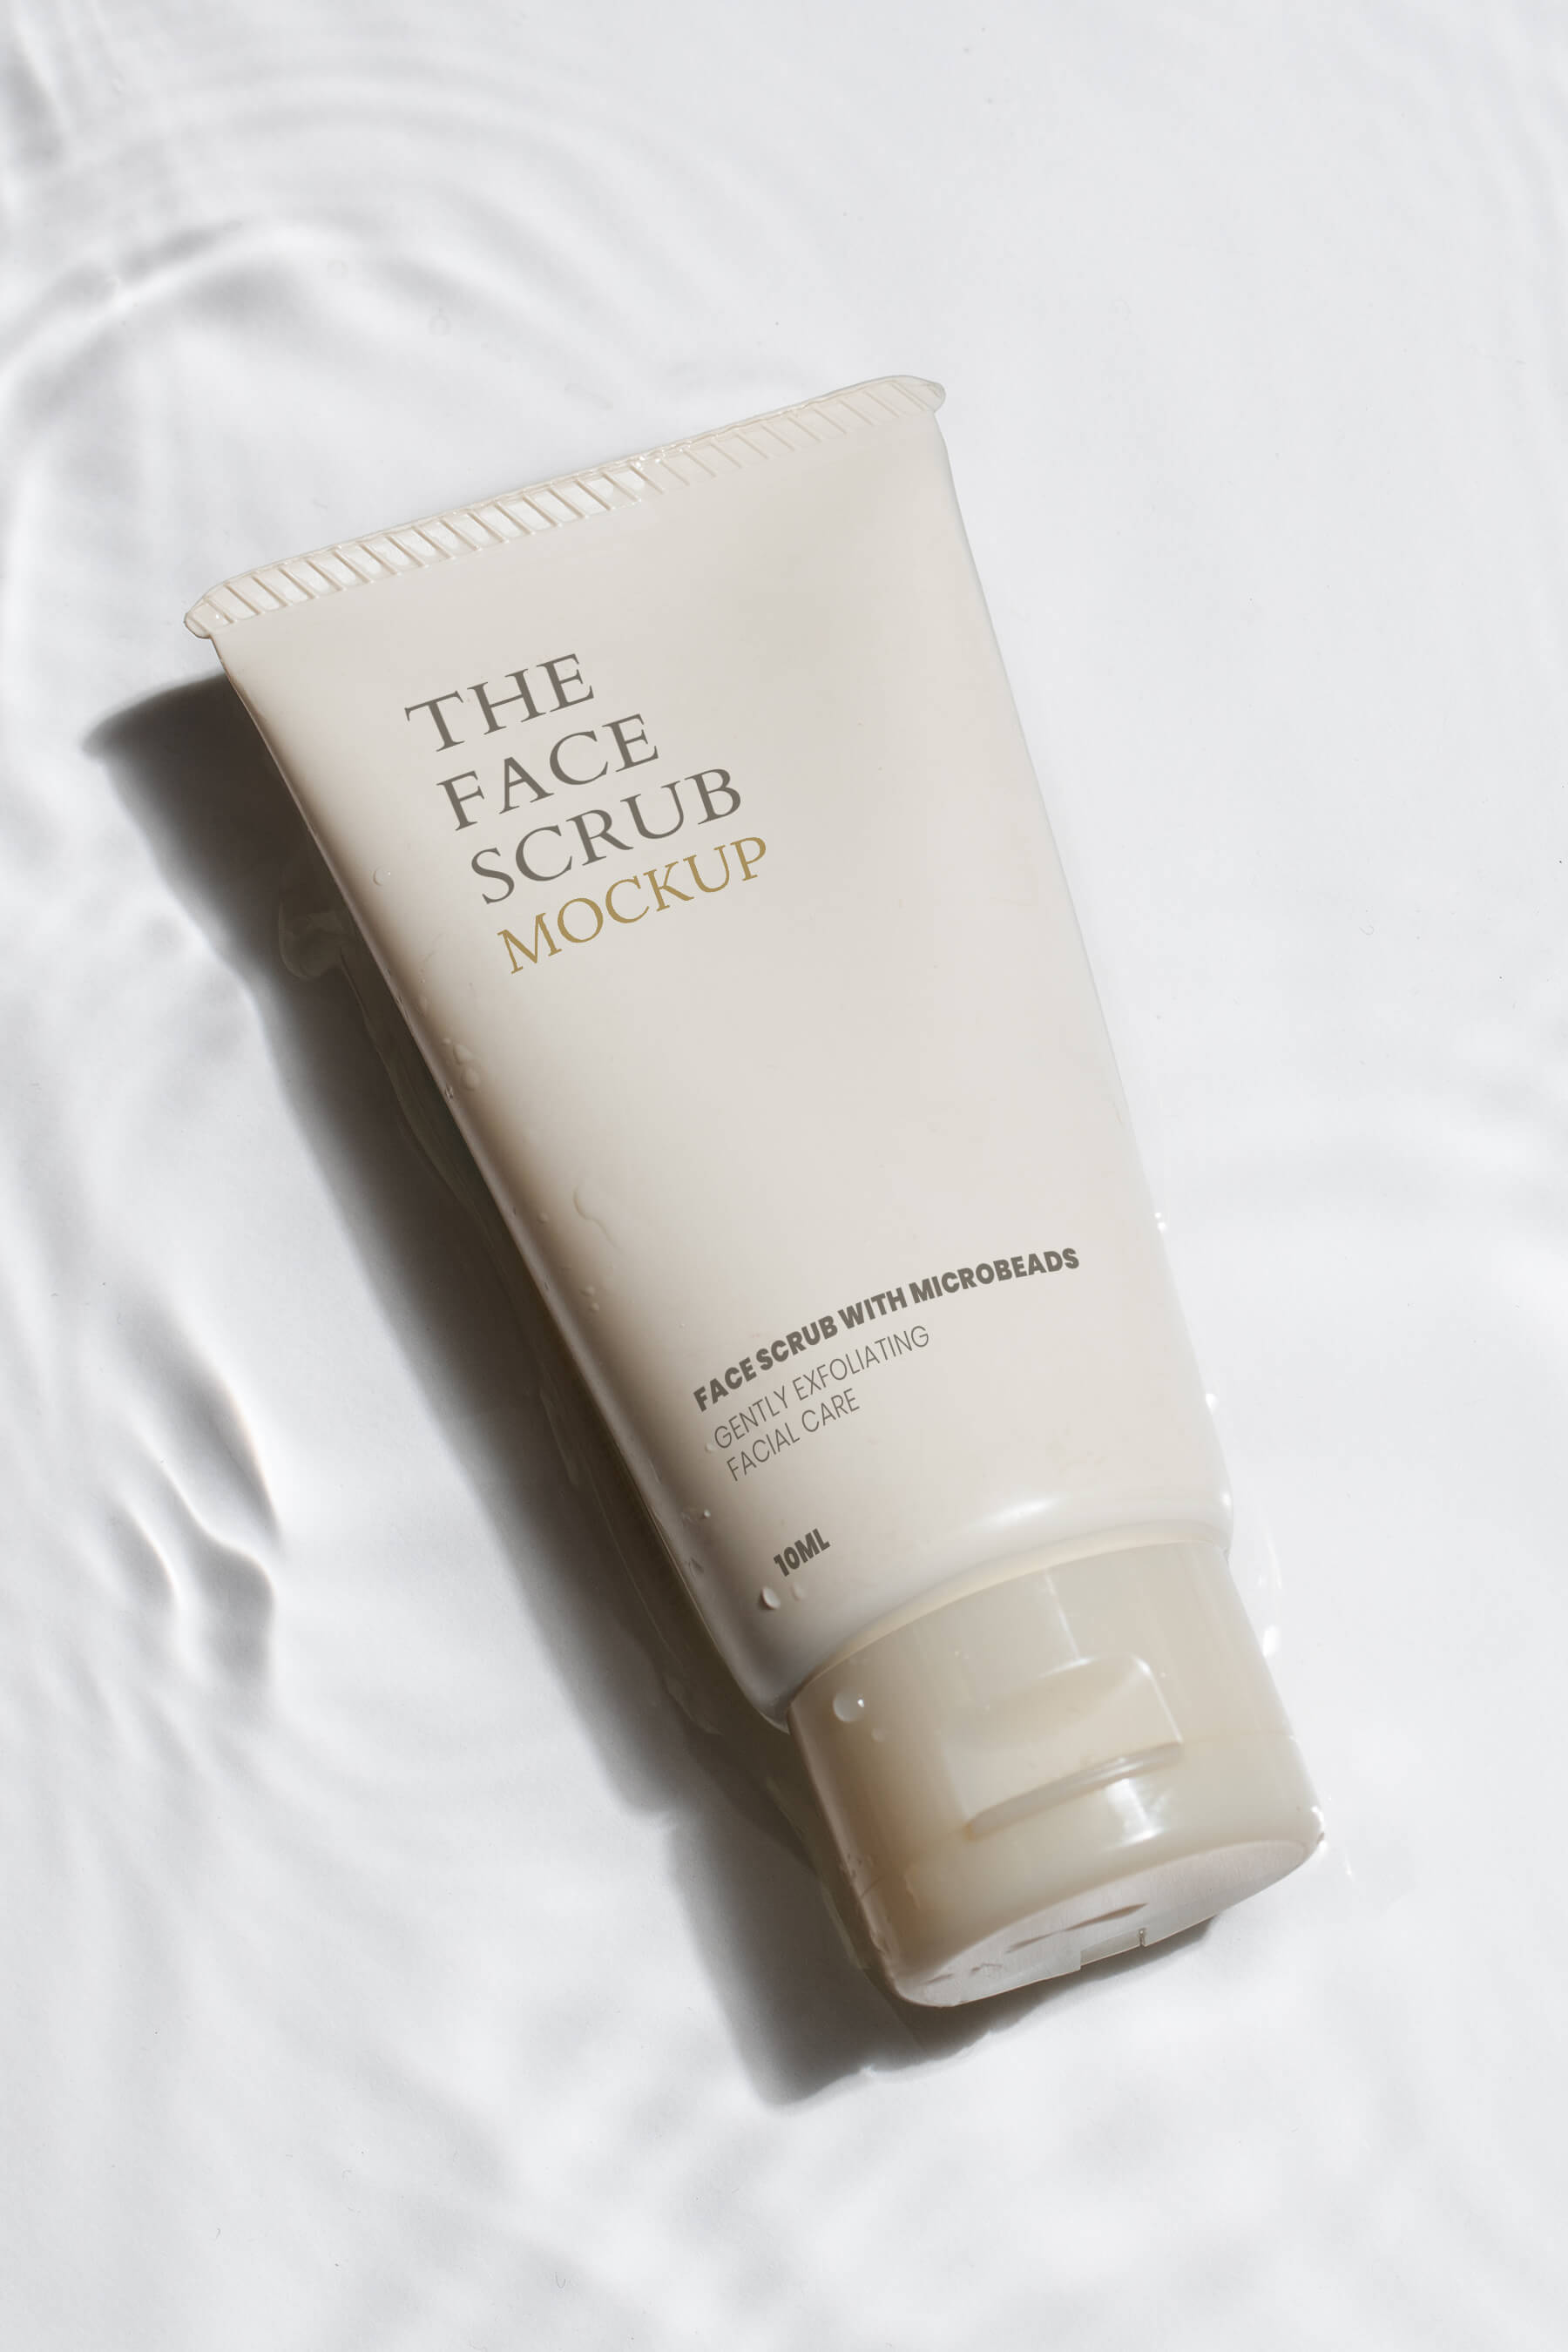 THE
FACE
SCRUB
MOCKUP
FACE SCRUB WITH MICROBEADS
GENTLY EXFOLIATING
FACIAL CARE
10ML